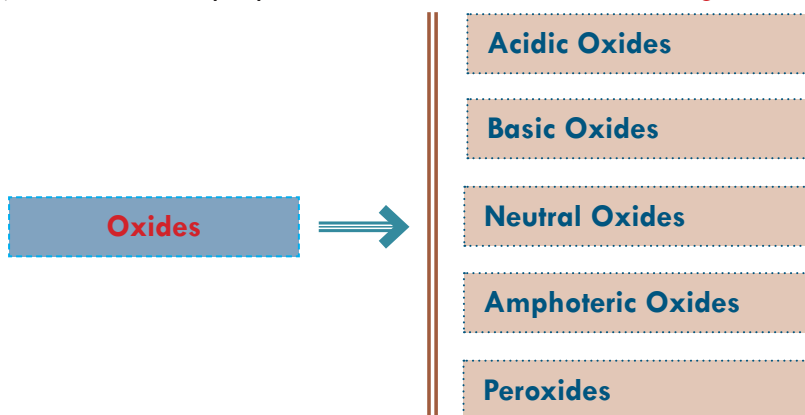 Acidic Oxides
Basic Oxides
Oxides
Neutral Oxides
Amphoteric Oxides
Peroxides